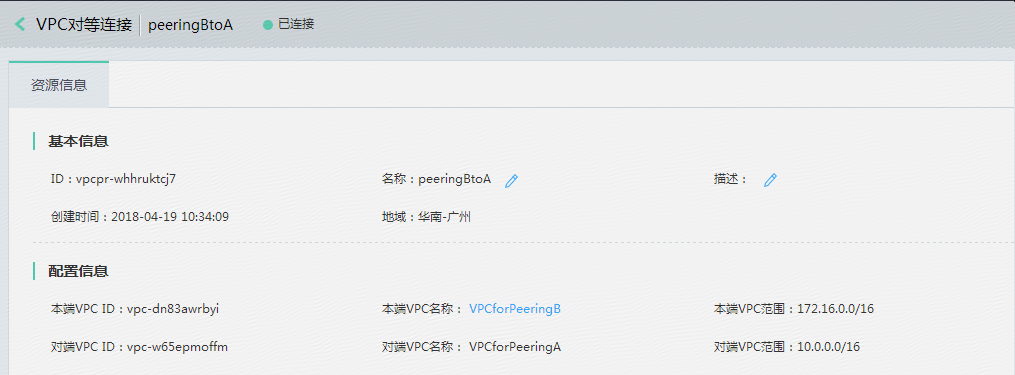 VPC对等连接 peeringBtoA 已连接
资源信息
基本信息
ID：vpcpr-whhruktcj7 名称：peeringBtoA 描述：
创建时间：2018-04-19 10:34:09 地域：华南-广州
配置信息
本端VPC ID：vpc-dn83awrbyi 本端VPC名称： VPCforPeeringB 本端VPC范围：172.16.0.0/16
对端VPC ID：vpc-w65epmoffm 对端VPC名称： VPCforPeeringA 对端VPC范围：10.0.0.0/16